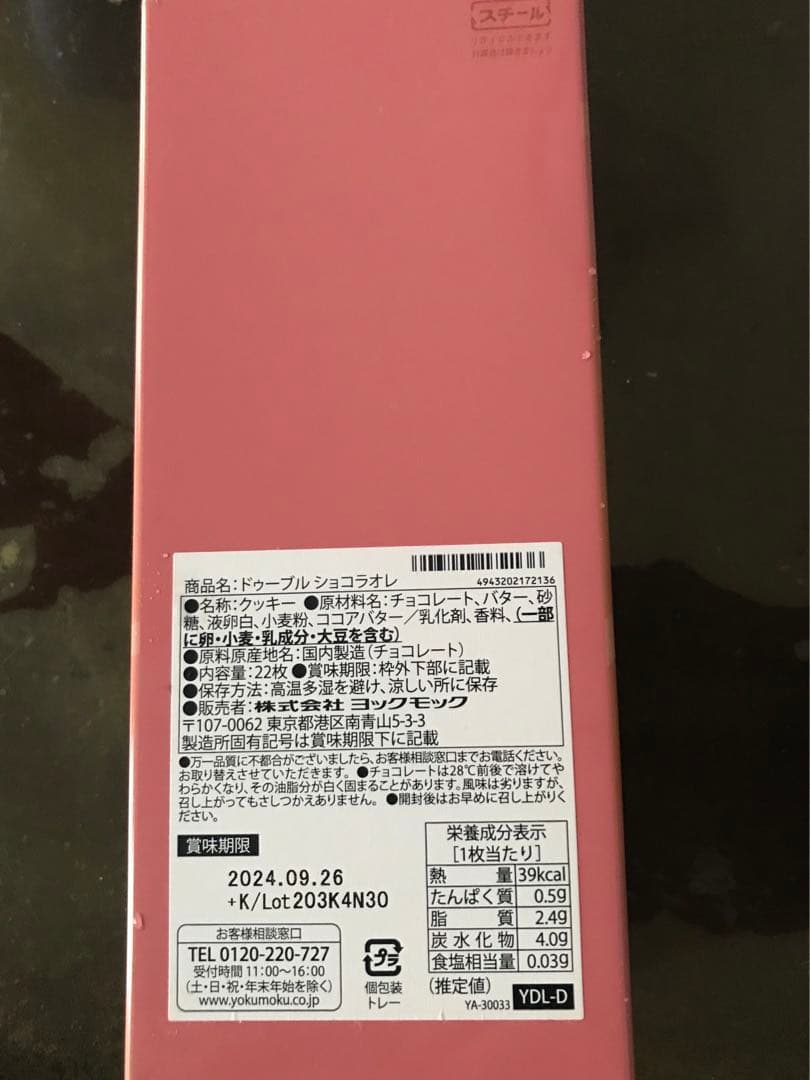 スチール
商品名:ドゥーブル ショコラオレ
4943202172136
●名称:クッキー ●原材料名:チョコレート、バター、砂
糖、液卵白、小麦粉、ココアバター/乳化剤、香料、(一部
に卵・小麦・乳成分・大豆を含む)
●原料原産地名:国内製造(チョコレート)
●内容量:22枚 ●賞味期限:枠外下部に記載
●保存方法:高温多湿を避け、涼しい所に保存
●販売者:株式会社 ヨックモック
〒107-0062 東京都港区南青山5-3-3
製造所固有記号は賞味期限下に記載
●万一品質に不都合がございましたら、お客様相談窓口までお電話ください。
お取り替えさせていただきます。 ●チョコレートは28℃前後で溶けてや
わらかくなり、その油脂分が白く固まることがあります。風味は劣りますが、
召し上がってもさしつかえありません。 ●開封後はお早めに召し上がりく
ださい。
賞味期限
2024.09.26
+K/Lot203K4N30
お客様相談窓口
TEL 0120-220-727
受付時間 11:00〜16:00
(土・日・祝・年末年始を除く)
www.yokumoku.co.jp
プラ
個包装
トレー
栄養成分表示
[1枚当たり]
熱量 39kcal
たんぱく質 0.5g
脂質 2.4g
炭水化物 4.0g
食塩相当量 0.03g
(推定値)
YA-30033
YDL-D